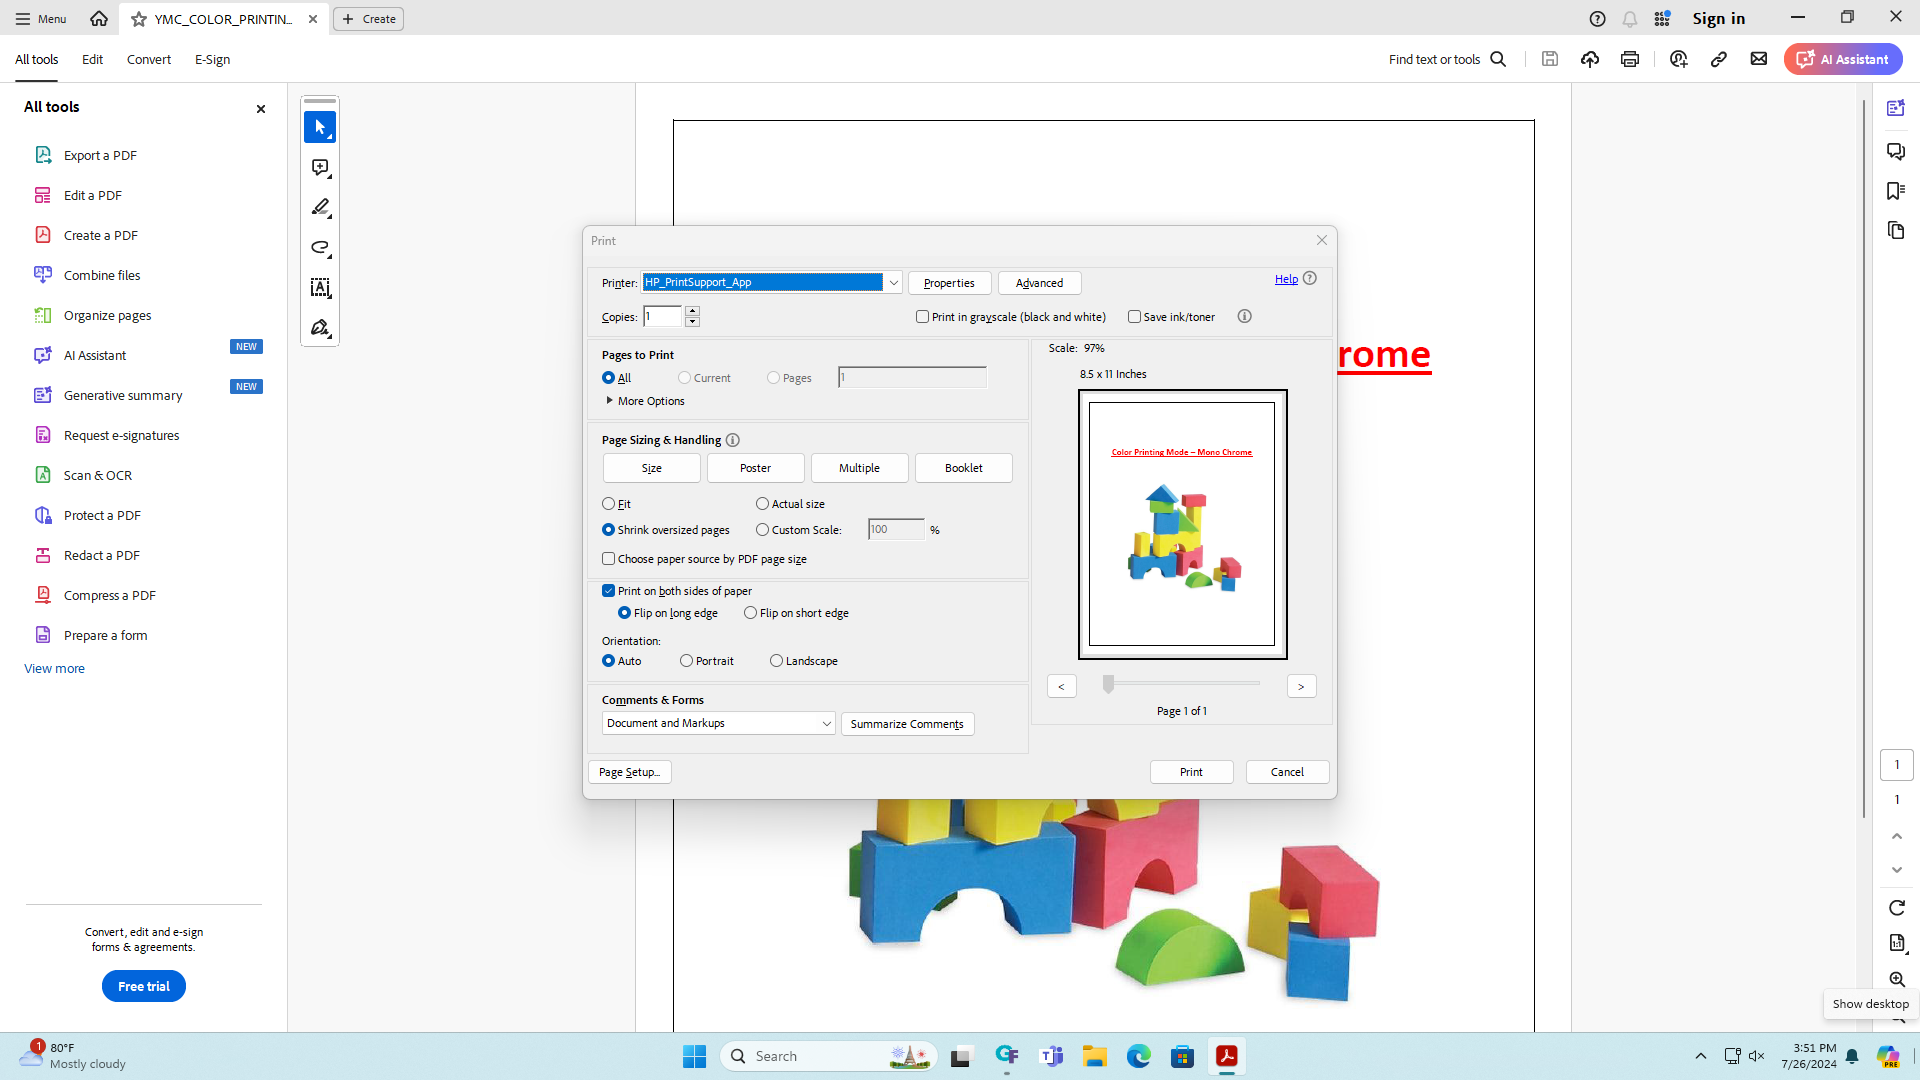 Menu
YMC_COLOR_PRINTIN...
Create
Sign in
All tools
Edit
Convert
E-Sign
Find text or tools
AI Assistant
All tools
Export a PDF
Edit a PDF
Create a PDF
Combine files
Organize pages
AI Assistant
NEW
Generative summary
NEW
Request e-signatures
Scan & OCR
Protect a PDF
Redact a PDF
Compress a PDF
Prepare a form
View more
Convert, edit and e-sign
forms & agreements.
Free trial
rome
Print
Printer:
HP_PrintSupport_App
Properties
Advanced
Help
Copies:
1
Print in grayscale (black and white)
Save ink/toner
Pages to Print
All
Current
Pages
1
More Options
Page Sizing & Handling
Size
Poster
Multiple
Booklet
Fit
Actual size
Shrink oversized pages
Custom Scale:
100
%
Choose paper source by PDF page size
Print on both sides of paper
Flip on long edge
Flip on short edge
Orientation:
Auto
Portrait
Landscape
Comments & Forms
Document and Markups
Summarize Comments
Page Setup...
Scale: 97%
8.5 x 11 Inches
Color Printing Mode – Mono Chrome
<
>
Page 1 of 1
Print
Cancel
1
1
Show desktop
1
80°F
Mostly cloudy
Search
3:51 PM
7/26/2024
PRE